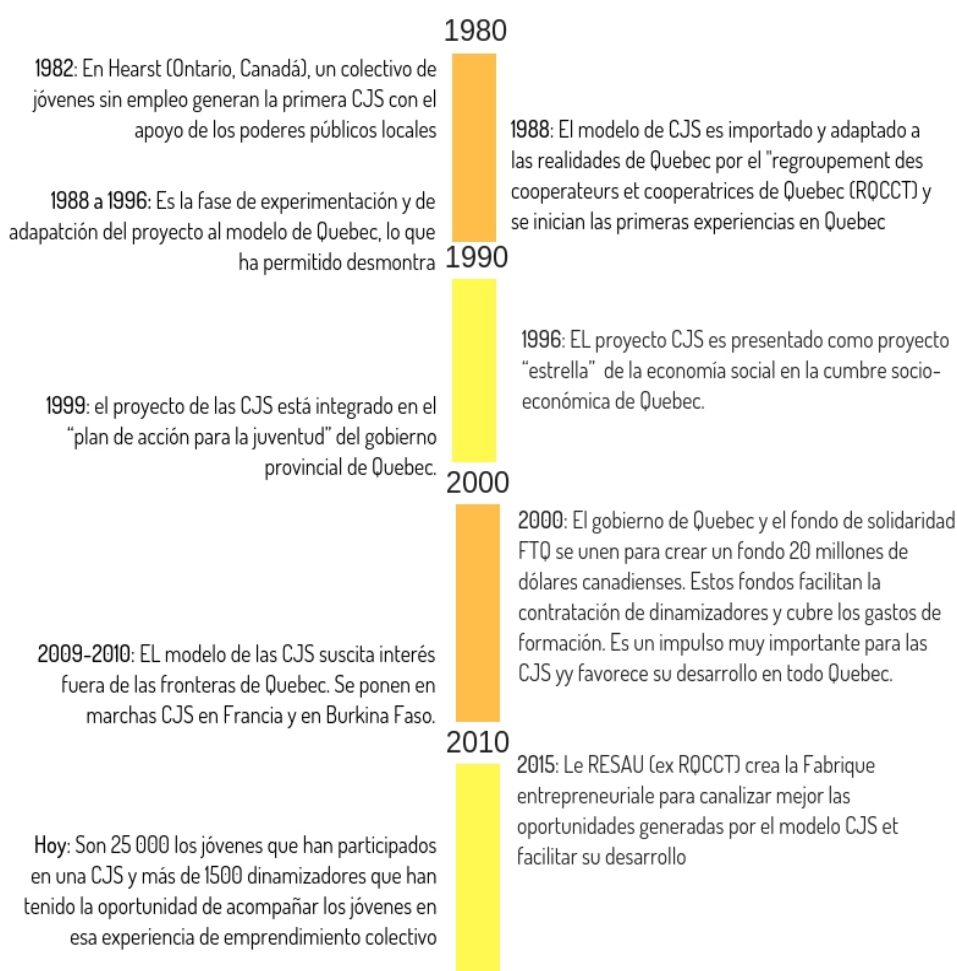 1980
1982: En Hearst (Ontario, Canadá), un colectivo de
jóvenes sin empleo generan la primera CJS con el
apoyo de los poderes públicos locales
1988: El modelo de CJS es importado y adaptado a
las realidades de Quebec por el "regroupement des
cooperateurs et cooperatrices de Quebec (RQCCT) y
se inician las primeras experiencias en Quebec
1988 a 1996: Es la fase de experimentación y de
adapatción del proyecto al modelo de Quebec, lo que
ha permitido desmontra
1990
1996: EL proyecto CJS es presentado como proyecto
“estrella” de la economía social en la cumbre socio-
económica de Quebec.
1999: el proyecto de las CJS está integrado en el
“plan de acción para la juventud” del gobierno
provincial de Quebec.
2000
2000: El gobierno de Quebec y el fondo de solidaridad
FTQ se unen para crear un fondo 20 millones de
dólares canadienses. Estos fondos facilitan la
contratación de dinamizadores y cubre los gastos de
formación. Es un impulso muy importante para las
CJS yy favorece su desarrollo en todo Quebec.
2009-2010: EL modelo de las CJS suscita interés
fuera de las fronteras de Quebec. Se ponen en
marchas CJS en Francia y en Burkina Faso.
2010
2015: Le RESAU (ex RQCCT) crea la Fabrique
entrepreneuriale para canalizar mejor las
oportunidades generadas por el modelo CJS et
facilitar su desarrollo
Hoy: Son 25 000 los jóvenes que han participados
en una CJS y más de 1500 dinamizadores que han
tenido la oportunidad de acompañar los jóvenes en
esa experiencia de emprendimiento colectivo